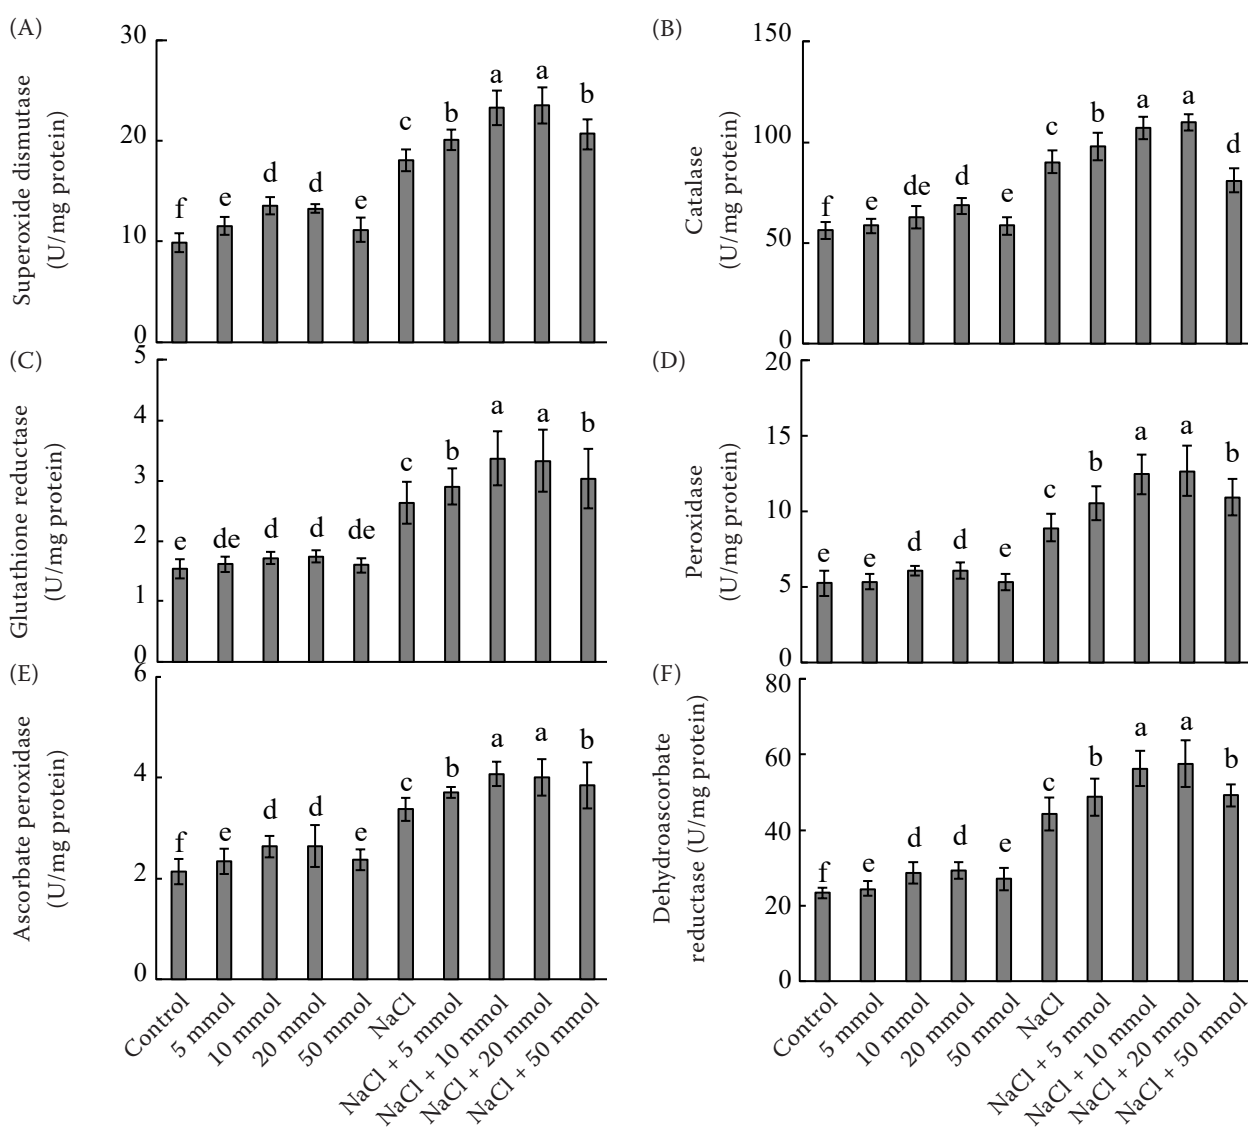 (A)
Superoxide dismutase
(U/mg protein)
30
20
10
0
f
e
d
d
e
c
b
a
a
b
(B)
Catalase
(U/mg protein)
150
100
50
0
f
e
de
d
e
c
b
a
a
d
(C)
Glutathione reductase
(U/mg protein)
5
4
3
2
1
0
e
de
d
d
de
c
b
a
a
b
(D)
Peroxidase
(U/mg protein)
20
15
10
5
0
e
e
d
d
e
c
b
a
a
b
(E)
Ascorbate peroxidase
(U/mg protein)
6
4
2
0
f
e
d
d
e
c
b
a
a
b
Control
5 mmol
10 mmol
20 mmol
50 mmol
NaCl
NaCl + 5 mmol
NaCl + 10 mmol
NaCl + 20 mmol
NaCl + 50 mmol
(F)
Dehydroascorbate
reductase (U/mg protein)
80
60
40
20
0
f
e
d
d
e
c
b
a
a
b
Control
5 mmol
10 mmol
20 mmol
50 mmol
NaCl
NaCl + 5 mmol
NaCl + 10 mmol
NaCl + 20 mmol
NaCl + 50 mmol